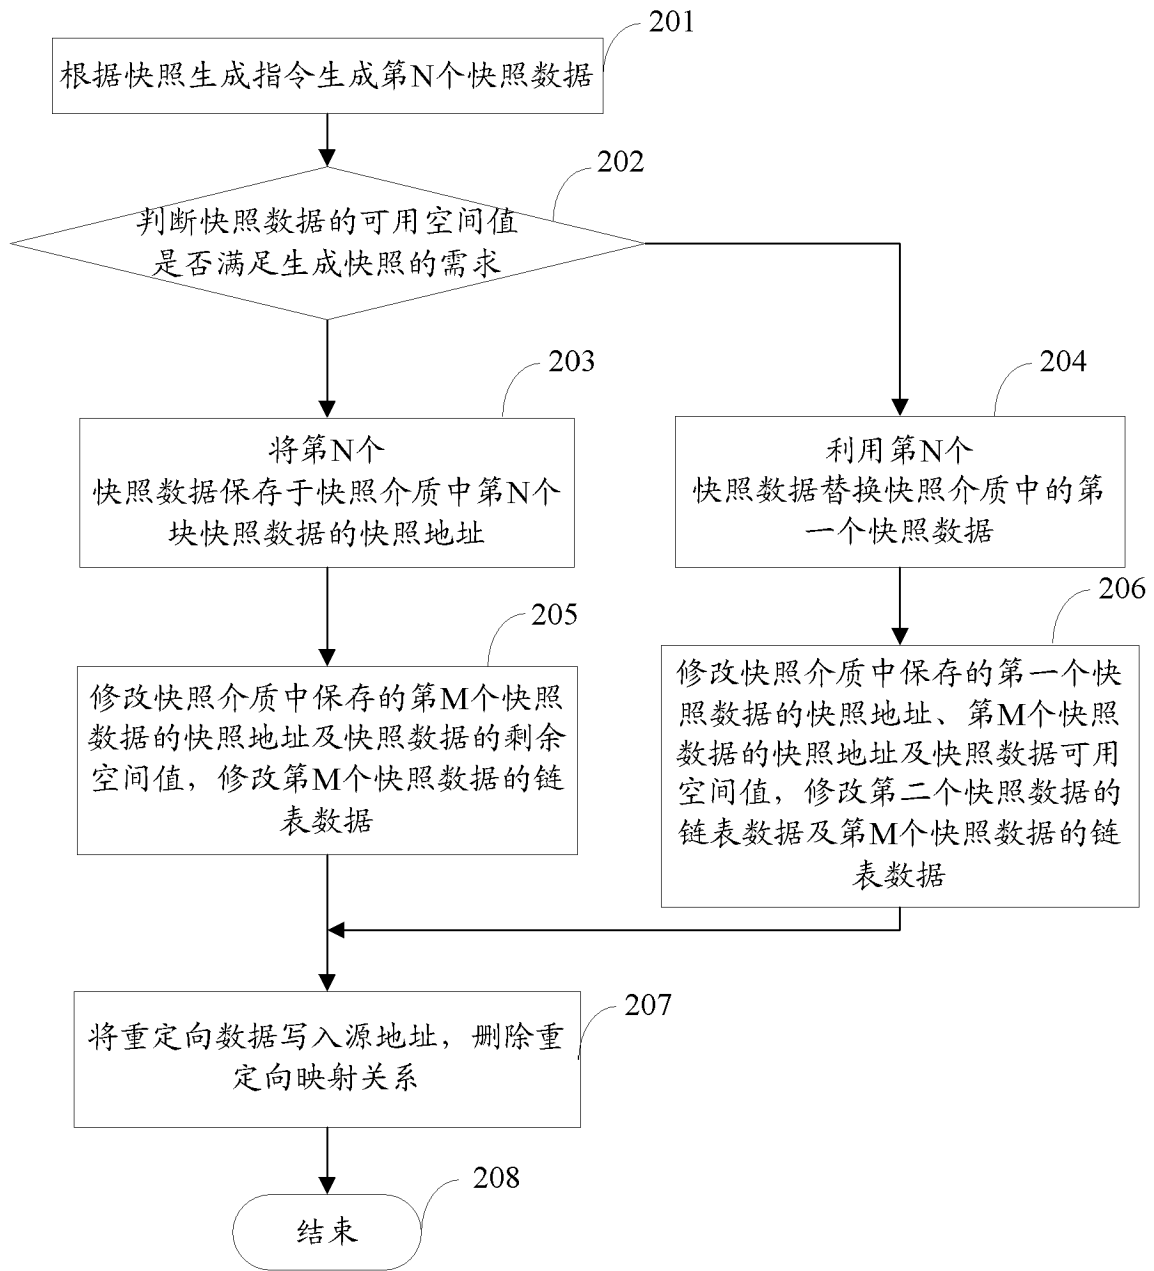 201
根据快照生成指令生成第N个快照数据
202
判断快照数据的可用空间值
是否满足生成快照的需求
203
将第N个
快照数据保存于快照介质中第N个
块快照数据的快照地址
204
利用第N个
快照数据替换快照介质中的第
一个快照数据
205
修改快照介质中保存的第M个快照
数据的快照地址及快照数据的剩余
空间值，修改第M个快照数据的链
表数据
206
修改快照介质中保存的第一个快
照数据的快照地址、第M个快照
数据的快照地址及快照数据可用
空间值，修改第二个快照数据的
链表数据及第M个快照数据的链
表数据
207
将重定向数据写入源地址，删除重
定向映射关系
208
结束